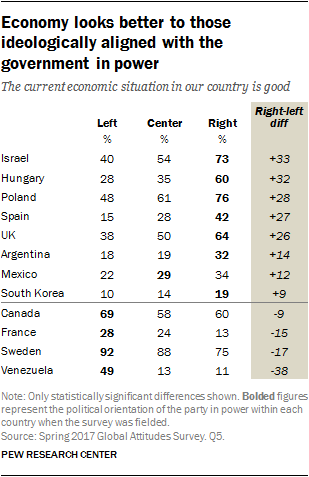 Economy looks better to those
ideologically aligned with the
government in power
The current economic situation in our country is good
Left Center Right Right-left diff
% % %
Israel 40 54 73 +33
Hungary 28 35 60 +32
Poland 48 61 76 +28
Spain 15 28 42 +27
UK 38 50 64 +26
Argentina 18 19 32 +14
Mexico 22 29 34 +12
South Korea 10 14 19 +9
Canada 69 58 60 -9
France 28 24 13 -15
Sweden 92 88 75 -17
Venezuela 49 13 11 -38
Note: Only statistically significant differences shown. Bolded figures
represent the political orientation of the party in power within each
country when the survey was fielded.
Source: Spring 2017 Global Attitudes Survey. Q5.
PEW RESEARCH CENTER